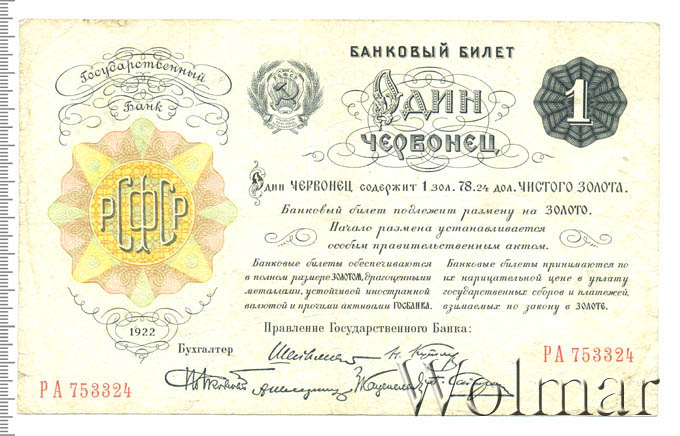 Государственный
Банк
БАНКОВЫЙ БИЛЕТ
Один
ЧЕРВОНЕЦ
1
Один ЧЕРВОНЕЦ содержит 1 зол. 78.24 дол. ЧИСТОГО ЗОЛОТА.
Банковый билет подлежит размену на ЗОЛОТО.
Начало размена устанавливается
особым правительственным актом.
РСФСР
Банковые билеты обеспечиваются
в полном размере ЗОЛОТОМ, драгоценными
металлами, устойчивой иностранной
валютой и прочими активами ГОСБАНКА.
Банковые билеты принимаются по
их нарицательной цене в уплату
государственных сборов и платежей,
взимаемых по закону в ЗОЛОТЕ.
1922
Правление Государственного Банка:
Бухгалтер
РА 753324
РА 753324
Wolmar